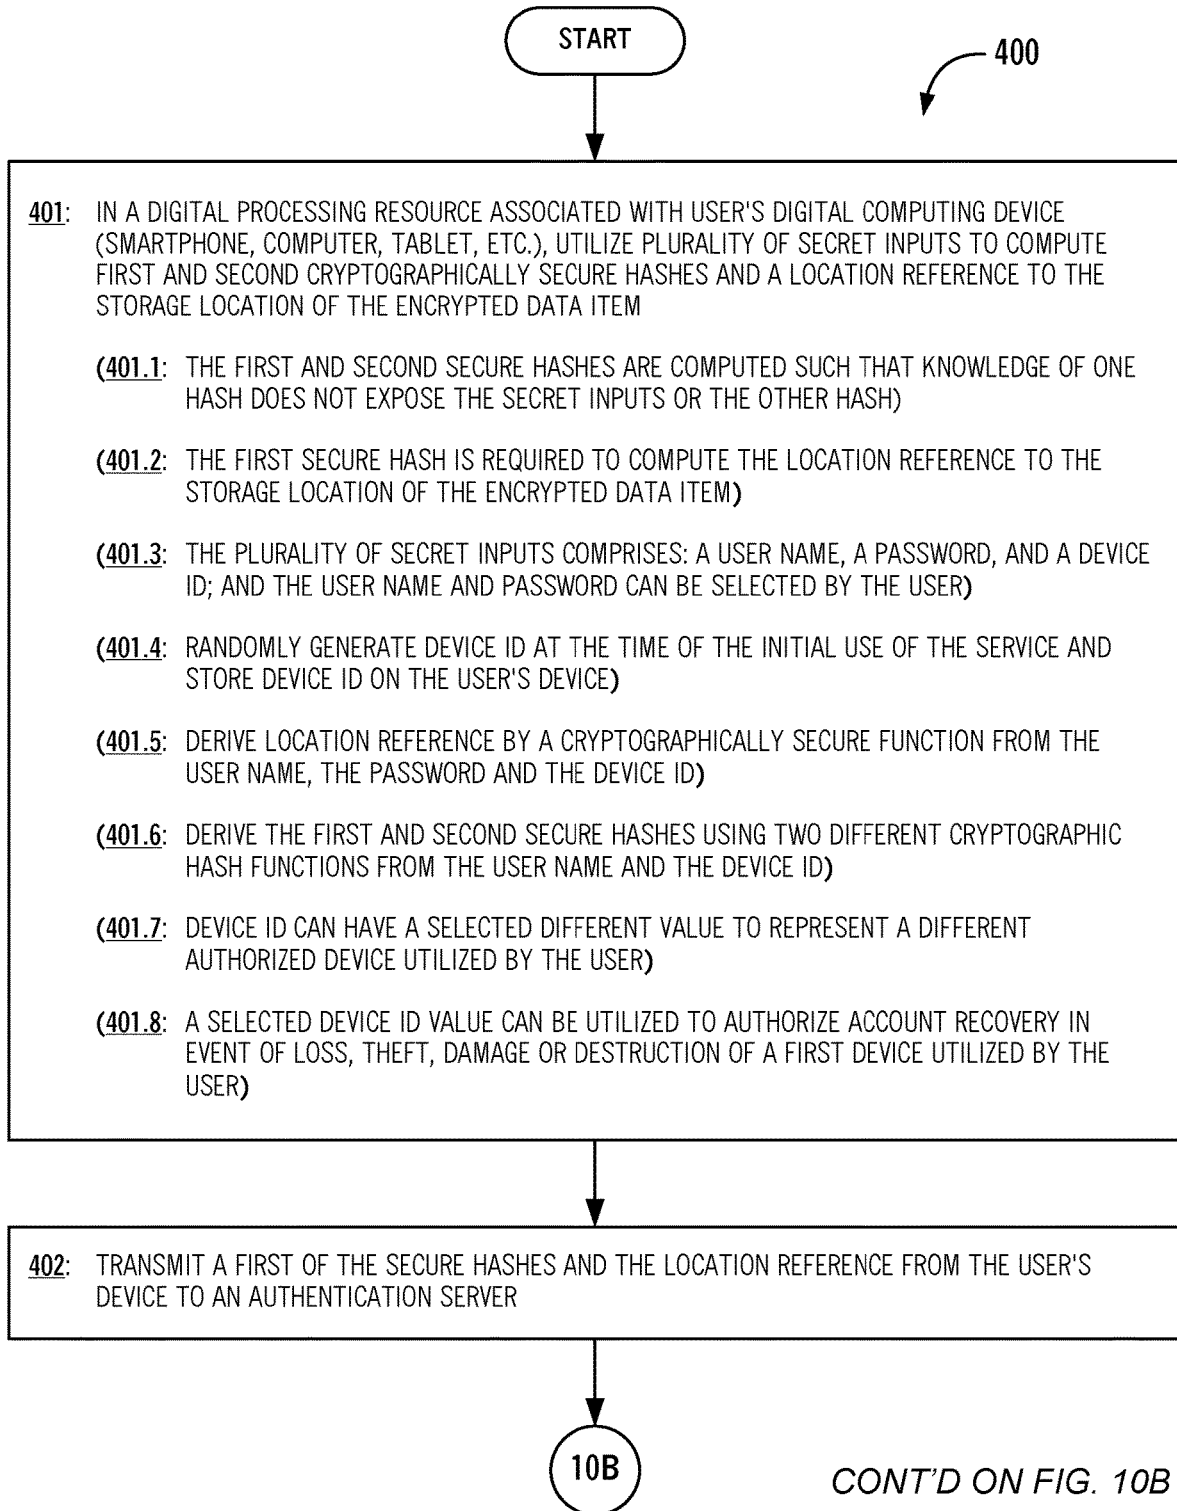 START
400
401: IN A DIGITAL PROCESSING RESOURCE ASSOCIATED WITH USER'S DIGITAL COMPUTING DEVICE
(SMARTPHONE, COMPUTER, TABLET, ETC.), UTILIZE PLURALITY OF SECRET INPUTS TO COMPUTE
FIRST AND SECOND CRYPTOGRAPHICALLY SECURE HASHES AND A LOCATION REFERENCE TO THE
STORAGE LOCATION OF THE ENCRYPTED DATA ITEM
(401.1: THE FIRST AND SECOND SECURE HASHES ARE COMPUTED SUCH THAT KNOWLEDGE OF ONE
HASH DOES NOT EXPOSE THE SECRET INPUTS OR THE OTHER HASH)
(401.2: THE FIRST SECURE HASH IS REQUIRED TO COMPUTE THE LOCATION REFERENCE TO THE
STORAGE LOCATION OF THE ENCRYPTED DATA ITEM)
(401.3: THE PLURALITY OF SECRET INPUTS COMPRISES: A USER NAME, A PASSWORD, AND A DEVICE
ID; AND THE USER NAME AND PASSWORD CAN BE SELECTED BY THE USER)
(401.4: RANDOMLY GENERATE DEVICE ID AT THE TIME OF THE INITIAL USE OF THE SERVICE AND
STORE DEVICE ID ON THE USER'S DEVICE)
(401.5: DERIVE LOCATION REFERENCE BY A CRYPTOGRAPHICALLY SECURE FUNCTION FROM THE
USER NAME, THE PASSWORD AND THE DEVICE ID)
(401.6: DERIVE THE FIRST AND SECOND SECURE HASHES USING TWO DIFFERENT CRYPTOGRAPHIC
HASH FUNCTIONS FROM THE USER NAME AND THE DEVICE ID)
(401.7: DEVICE ID CAN HAVE A SELECTED DIFFERENT VALUE TO REPRESENT A DIFFERENT
AUTHORIZED DEVICE UTILIZED BY THE USER)
(401.8: A SELECTED DEVICE ID VALUE CAN BE UTILIZED TO AUTHORIZE ACCOUNT RECOVERY IN
EVENT OF LOSS, THEFT, DAMAGE OR DESTRUCTION OF A FIRST DEVICE UTILIZED BY THE
USER)
402: TRANSMIT A FIRST OF THE SECURE HASHES AND THE LOCATION REFERENCE FROM THE USER'S
DEVICE TO AN AUTHENTICATION SERVER
10B
CONT'D ON FIG. 10B